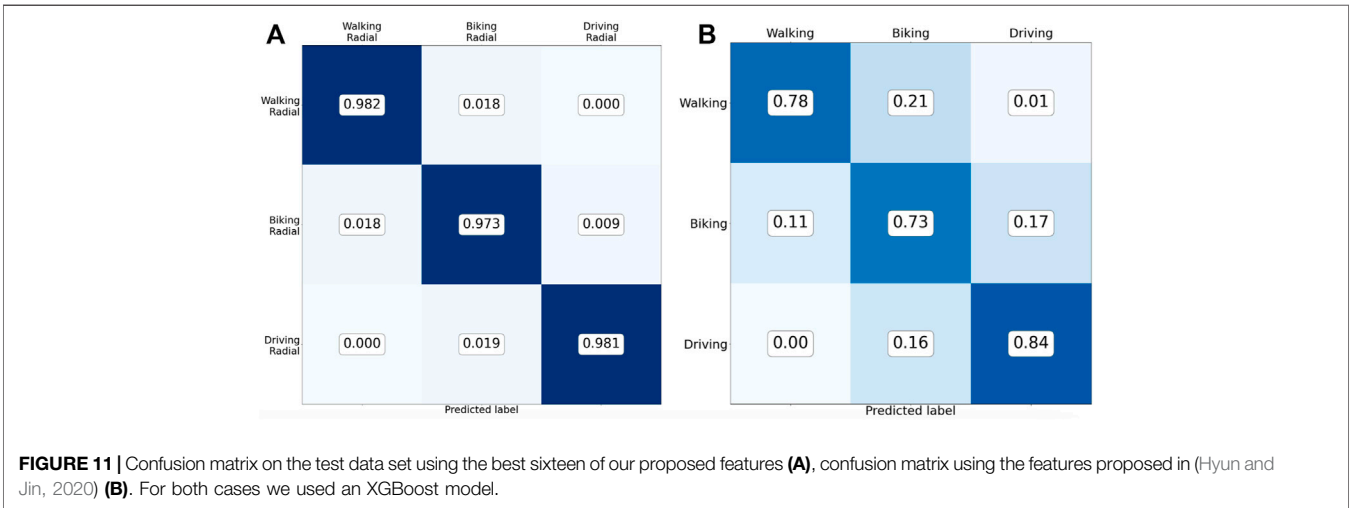 A
Walking
Radial
Biking
Radial
Driving
Radial
Walking
Radial
0.982 0.018 0.000
Biking
Radial
0.018 0.973 0.009
Driving
Radial
0.000 0.019 0.981
Predicted label
B
Walking Biking Driving
Walking 0.78 0.21 0.01
Biking 0.11 0.73 0.17
Driving 0.00 0.16 0.84
Predicted label
FIGURE 11 | Confusion matrix on the test data set using the best sixteen of our proposed features (A), confusion matrix using the features proposed in (Hyun and
Jin, 2020) (B). For both cases we used an XGBoost model.